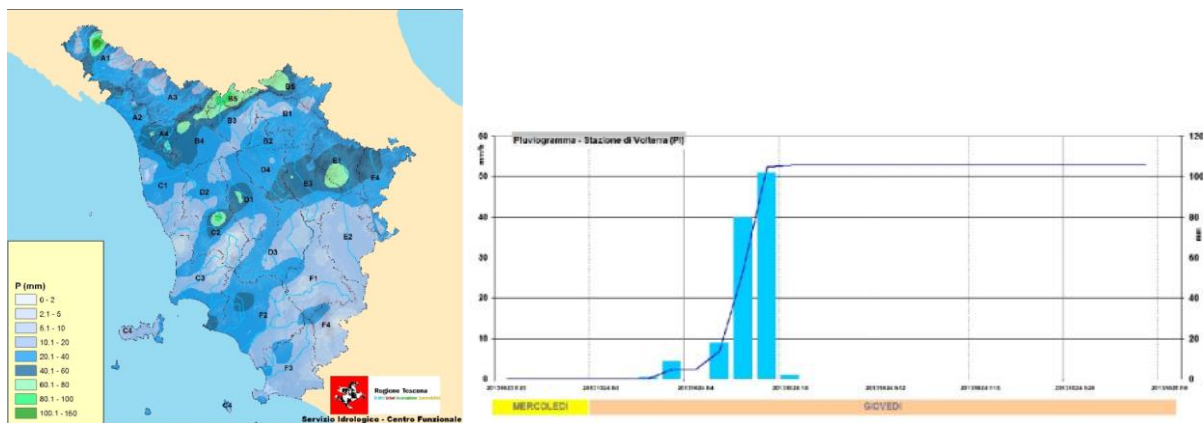 A1
A3
A2
A4
B4
B3
B5
B6
B1
B2
C1
D2
D4
E1
E3
E4
D1
C2
E2
D3
C3
F1
F2
F4
F3
C4
C4
P (mm)
0 - 2
2.1 - 5
5.1 - 10
10.1 - 20
20.1 - 40
40.1 - 60
60.1 - 80
80.1 - 100
100.1 - 150
Regione Toscana
Servizio Idrologico - Centro Funzionale
Pluviogramma - Stazione di Volterra (PI)
60
50
40
30
20
10
0
mm/h
120
100
80
60
40
20
0
mm
MERCOLEDI
GIOVEDI